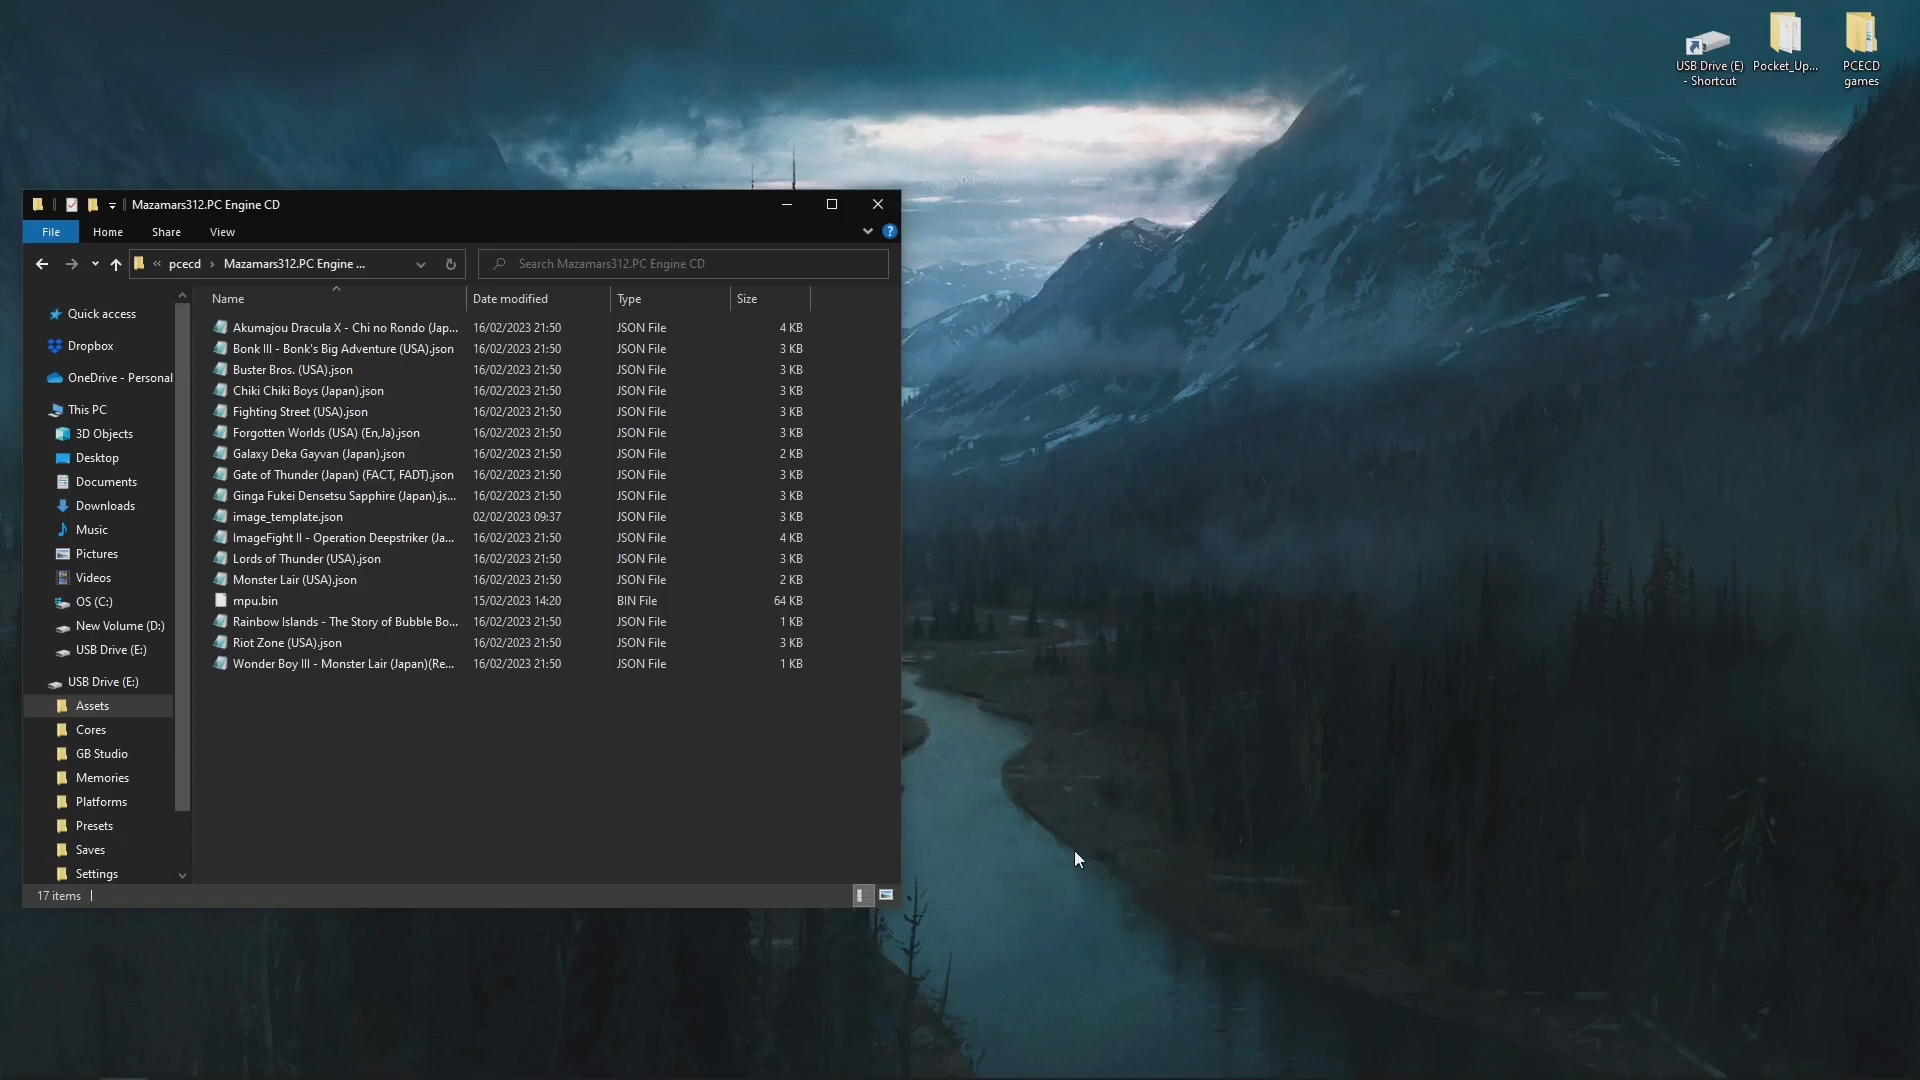 USB Drive (E)
- Shortcut
Pocket_Up...
PCECD
games
Mazamars312.PC Engine CD
File Home Share View
« pcecd › Mazamars312.PC Engine ...
Search Mazamars312.PC Engine CD
Quick access
Dropbox
OneDrive - Personal
This PC
3D Objects
Desktop
Documents
Downloads
Music
Pictures
Videos
OS (C:)
New Volume (D:)
USB Drive (E:)
USB Drive (E:)
Assets
Cores
GB Studio
Memories
Platforms
Presets
Saves
Settings
Name Date modified Type Size
Akumajou Dracula X - Chi no Rondo (Jap... 16/02/2023 21:50 JSON File 4 KB
Bonk III - Bonk's Big Adventure (USA).json 16/02/2023 21:50 JSON File 3 KB
Buster Bros. (USA).json 16/02/2023 21:50 JSON File 3 KB
Chiki Chiki Boys (Japan).json 16/02/2023 21:50 JSON File 3 KB
Fighting Street (USA).json 16/02/2023 21:50 JSON File 3 KB
Forgotten Worlds (USA) (En,Ja).json 16/02/2023 21:50 JSON File 3 KB
Galaxy Deka Gayvan (Japan).json 16/02/2023 21:50 JSON File 2 KB
Gate of Thunder (Japan) (FACT, FADT).json 16/02/2023 21:50 JSON File 3 KB
Ginga Fukei Densetsu Sapphire (Japan).js... 16/02/2023 21:50 JSON File 3 KB
image_template.json 02/02/2023 09:37 JSON File 3 KB
ImageFight II - Operation Deepstriker (Ja... 16/02/2023 21:50 JSON File 4 KB
Lords of Thunder (USA).json 16/02/2023 21:50 JSON File 3 KB
Monster Lair (USA).json 16/02/2023 21:50 JSON File 2 KB
mpu.bin 15/02/2023 14:20 BIN File 64 KB
Rainbow Islands - The Story of Bubble Bo... 16/02/2023 21:50 JSON File 1 KB
Riot Zone (USA).json 16/02/2023 21:50 JSON File 3 KB
Wonder Boy III - Monster Lair (Japan)(Re... 16/02/2023 21:50 JSON File 1 KB
17 items